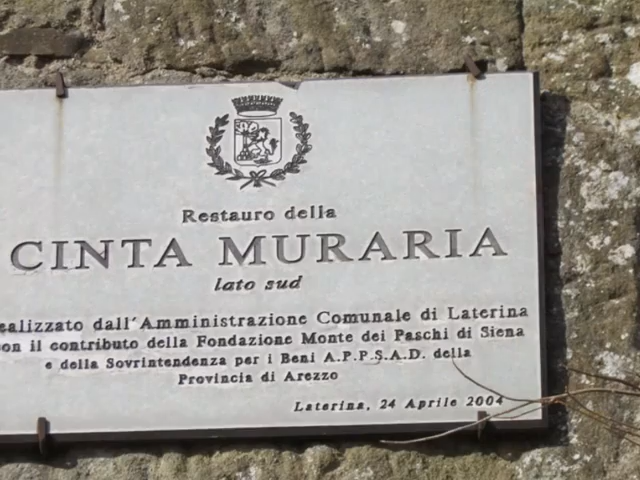 Restauro della
CINTA MURARIA
lato sud
ealizzato dall'Amministrazione Comunale di Laterina
on il contributo della Fondazione Monte dei Paschi di Siena
e della Sovrintendenza per i Beni A.P.P.S.A.D. della
Provincia di Arezzo
Laterina, 24 Aprile 2004